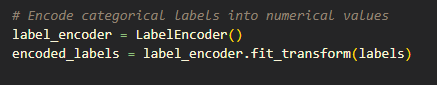 # Encode categorical labels into numerical values
label_encoder = LabelEncoder()
encoded_labels = label_encoder.fit_transform(labels)